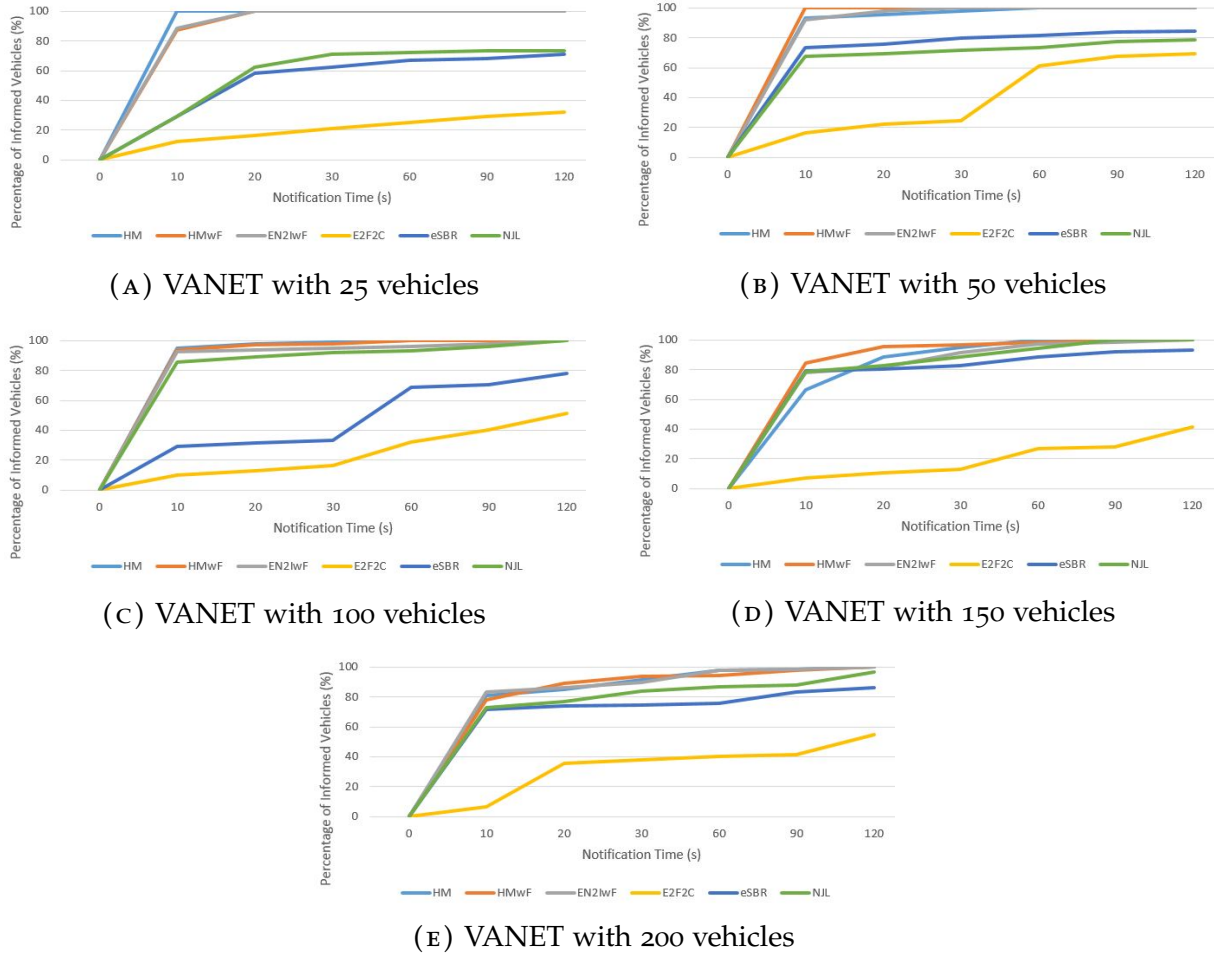 Percentage of Informed Vehicles (%)
100
80
60
40
20
0
0 10 20 30 60 90 120
Notification Time (s)
HM HMwF EN2IwF E2F2C eSBR NJL
(A) VANET with 25 vehicles
Percentage of Informed Vehicles (%)
100
80
60
40
20
0
0 10 20 30 60 90 120
Notification Time (s)
HM HMwF EN2IwF E2F2C eSBR NJL
(B) VANET with 50 vehicles
Percentage of Informed Vehicles (%)
100
80
60
40
20
0
0 10 20 30 60 90 120
Notification Time (s)
HM HMwF EN2IwF E2F2C eSBR NJL
(C) VANET with 100 vehicles
Percentage of Informed Vehicles (%)
100
80
60
40
20
0
0 10 20 30 60 90 120
Notification Time (s)
HM HMwF EN2IwF E2F2C eSBR NJL
(D) VANET with 150 vehicles
Percentage of Informed Vehicles (%)
100
80
60
40
20
0
0 10 20 30 60 90 120
Notification Time (s)
HM HMwF EN2IwF E2F2C eSBR NJL
(E) VANET with 200 vehicles